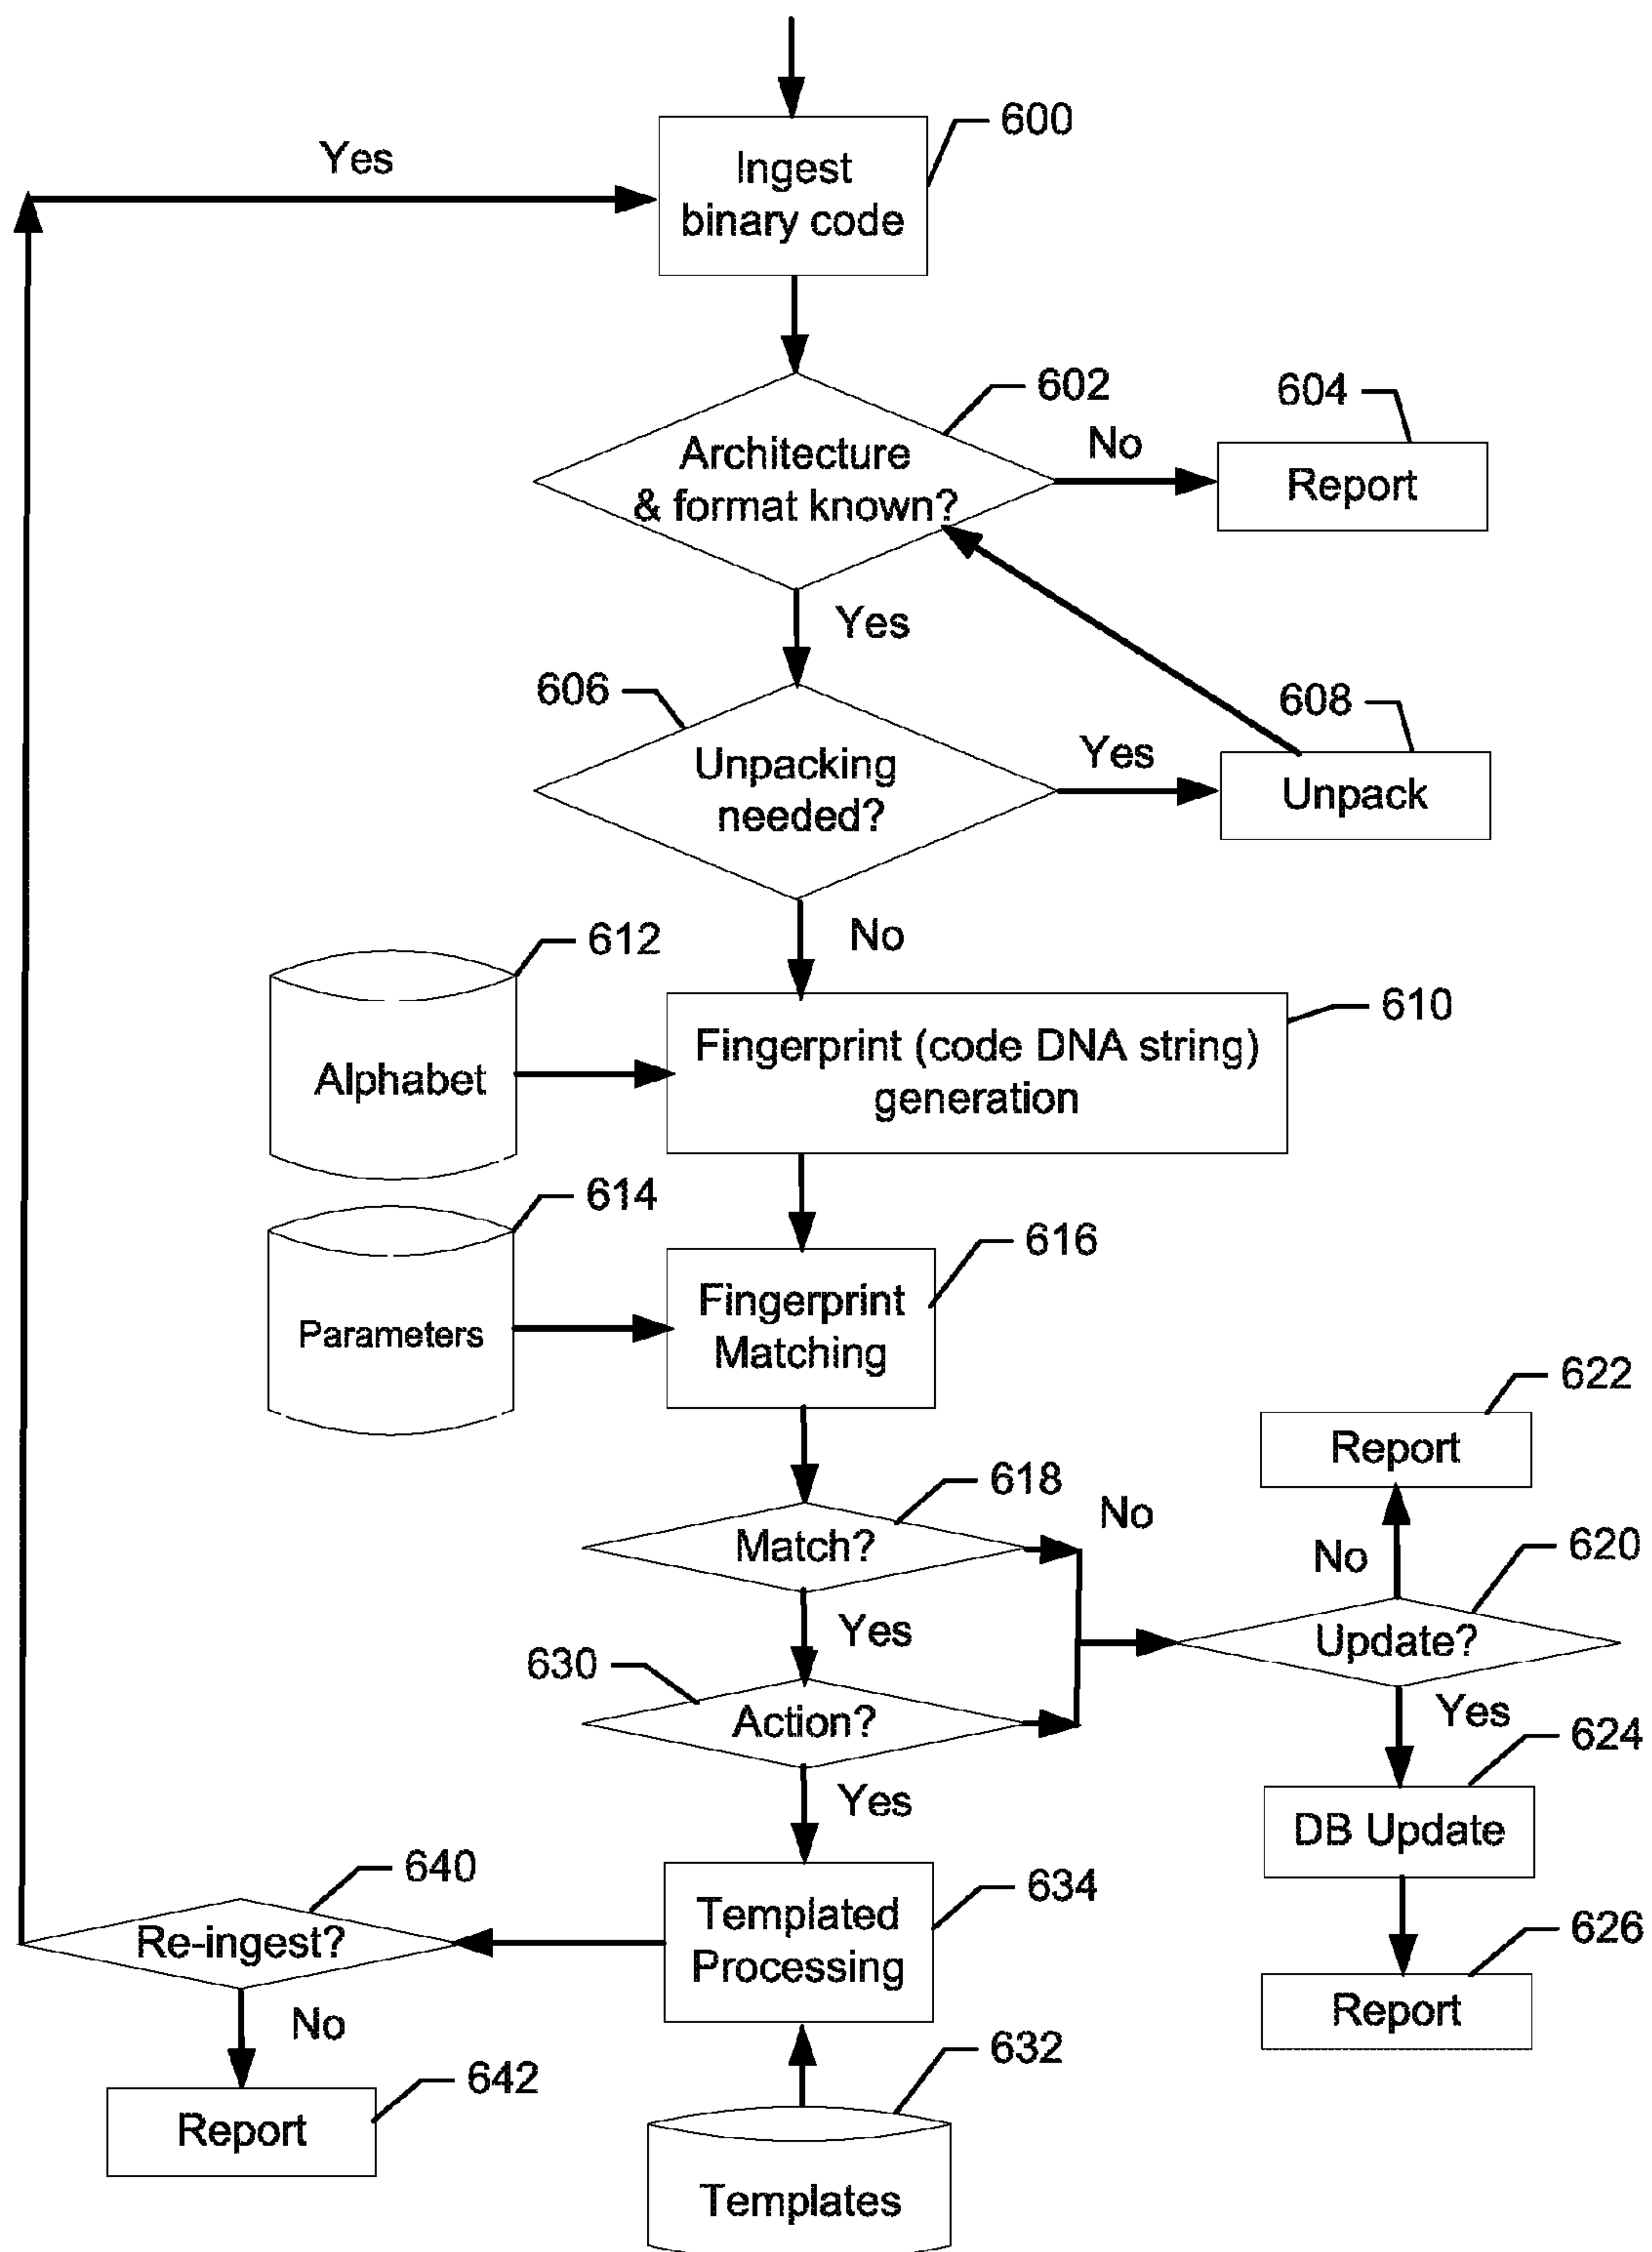 600
Yes
Ingest
binary code
602
604
Architecture
& format known?
No
Report
Yes
606
608
Unpacking
needed?
Yes
Unpack
No
612
610
Alphabet
Fingerprint (code DNA string)
generation
614
616
Parameters
Fingerprint
Matching
622
Report
618
No
Match?
No
620
Yes
Update?
630
Action?
Yes
624
Yes
DB Update
640
634
Re-ingest?
Templated
Processing
626
Report
No
632
642
Report
Templates